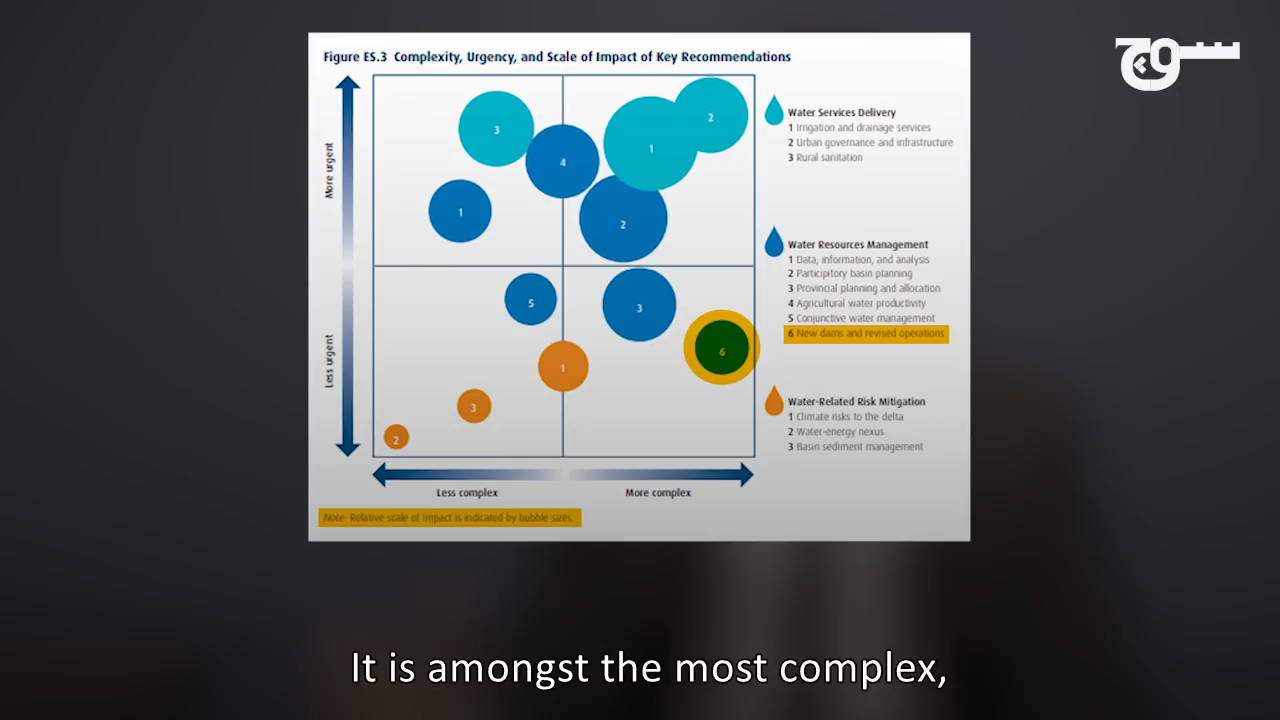 سوچ
Figure ES.3 Complexity, Urgency, and Scale of Impact of Key Recommendations
More urgent
Less urgent
3
4
1
2
1
2
5
3
6
1
3
2
Less complex
More complex
Water Services Delivery
1 Irrigation and drainage services
2 Urban governance and infrastructure
3 Rural sanitation
Water Resources Management
1 Data, information, and analysis
2 Participitory basin planning
3 Provincial planning and allocation
4 Agricultural water productivity
5 Conjunctive water management
6 New dams and revised operations
Water-Related Risk Mitigation
1 Climate risks to the delta
2 Water-energy nexus
3 Basin sediment management
Note: Relative scale of impact is indicated by bubble sizes.
It is amongst the most complex,